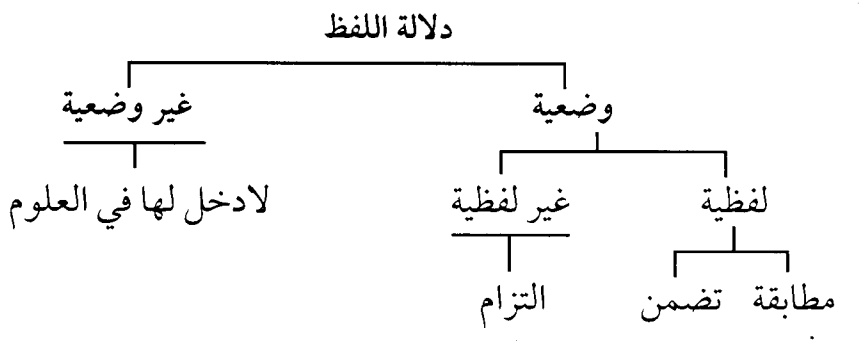 دلالة اللفظ
وضعية غير وضعية
لفظية غير لفظية لادخل لها في العلوم
مطابقة تضمن التزام